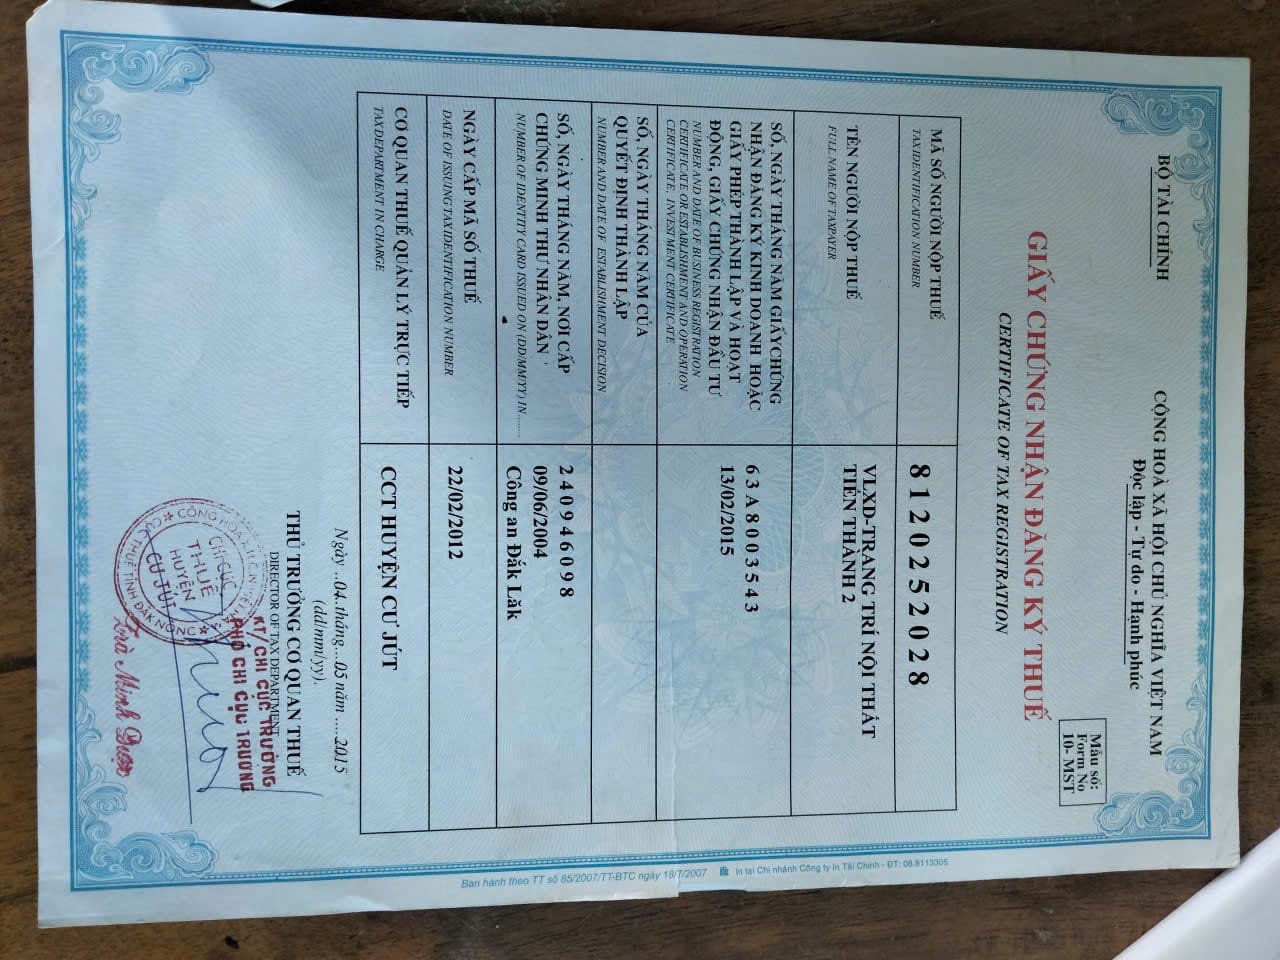 BỘ TÀI CHÍNH
CỘNG HOÀ XÃ HỘI CHỦ NGHĨA VIỆT NAM
Độc lập - Tự do - Hạnh phúc
Mẫu số:
Form No
10- MST
GIẤY CHỨNG NHẬN ĐĂNG KÝ THUẾ
CERTIFICATE OF TAX REGISTRATION
MÃ SỐ NGƯỜI NỘP THUẾ
TAX IDENTIFICATION NUMBER
8120252028
TÊN NGƯỜI NỘP THUẾ
FULL NAME OF TAXPAYER
VLXD-TRANG TRÍ NỘI THẤT
TIẾN THÀNH 2
SỐ, NGÀY THÁNG NĂM GIẤY CHỨNG
NHẬN ĐĂNG KÝ KINH DOANH HOẶC
GIẤY PHÉP THÀNH LẬP VÀ HOẠT
ĐỘNG, GIẤY CHỨNG NHẬN ĐẦU TƯ
NUMBER AND DATE OF BUSINESS REGISTRATION
CERTIFICATE OR ESTABLISHMENT AND OPERATION
CERTIFICATE, INVESTMENT CERTIFICATE
63A8003543
13/02/2015
SỐ, NGÀY THÁNG NĂM CỦA
QUYẾT ĐỊNH THÀNH LẬP
NUMBER AND DATE OF ESTABLISHMENT DECISION
SỐ, NGÀY THÁNG NĂM, NƠI CẤP
CHỨNG MINH THƯ NHÂN DÂN
NUMBER OF IDENTITY CARD ISSUED ON (DD/MM/YY) IN........
240946098
09/06/2004
Công an Đắk Lăk
NGÀY CẤP MÃ SỐ THUẾ
DATE OF ISSUING TAX IDENTIFICATION NUMBER
22/02/2012
CƠ QUAN THUẾ QUẢN LÝ TRỰC TIẾP
TAX DEPARTMENT IN CHARGE
CCT HUYỆN CƯ JÚT
Ngày ..04..tháng...05 năm .....2015
(dd/mm/yy).
THỦ TRƯỞNG CƠ QUAN THUẾ
DIRECTOR OF TAX DEPARTMENT
KT/CHI CỤC TRƯỞNG
PHÓ CHI CỤC TRƯỞNG
CHI CỤC
THUẾ
HUYỆN
CƯ JÚT
CỤC THUẾ TỈNH ĐẮK NÔNG
Minh
Ban hành theo TT số 85/2007/TT-BTC ngày 18/7/2007
In tại Chi nhánh Công ty In Tài Chính - ĐT: 08.8113305